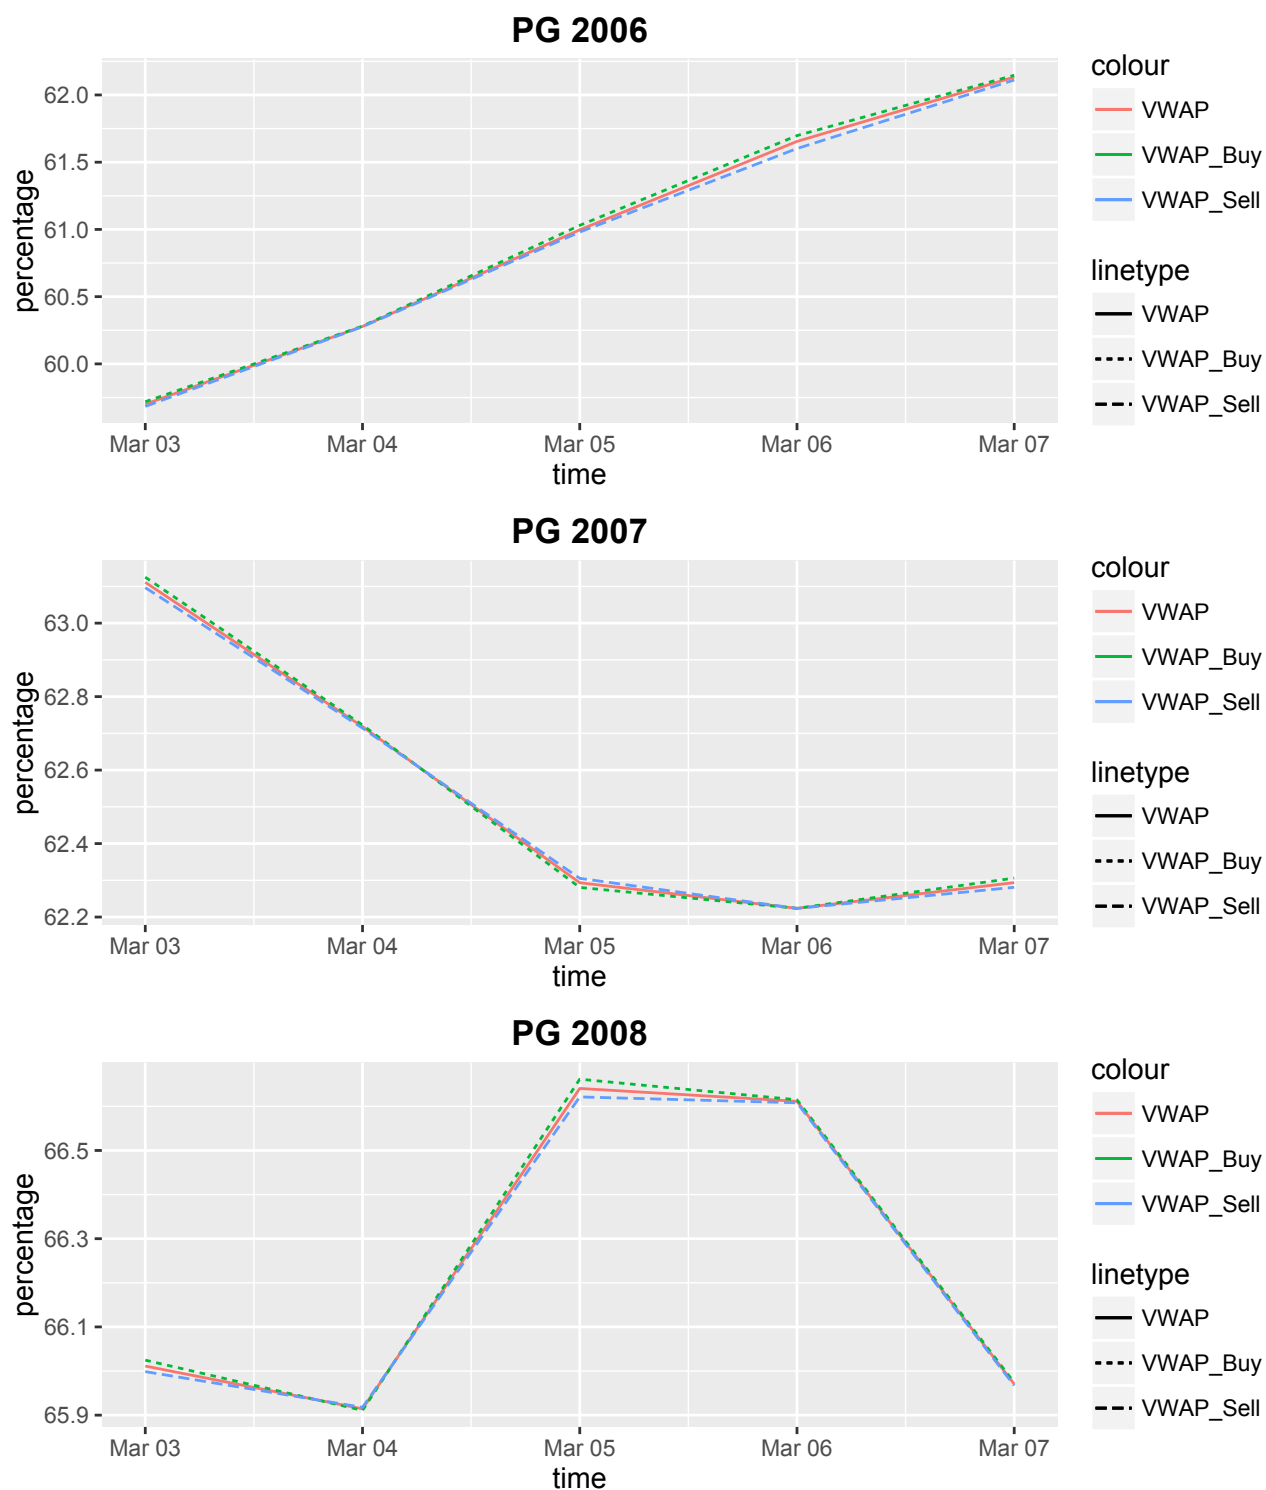 PG 2006
percentage
62.0
61.5
61.0
60.5
60.0
Mar 03 Mar 04 Mar 05 Mar 06 Mar 07
time
colour
VWAP
VWAP_Buy
VWAP_Sell
linetype
VWAP
VWAP_Buy
VWAP_Sell
PG 2007
percentage
63.0
62.8
62.6
62.4
62.2
Mar 03 Mar 04 Mar 05 Mar 06 Mar 07
time
colour
VWAP
VWAP_Buy
VWAP_Sell
linetype
VWAP
VWAP_Buy
VWAP_Sell
PG 2008
percentage
66.5
66.3
66.1
65.9
Mar 03 Mar 04 Mar 05 Mar 06 Mar 07
time
colour
VWAP
VWAP_Buy
VWAP_Sell
linetype
VWAP
VWAP_Buy
VWAP_Sell